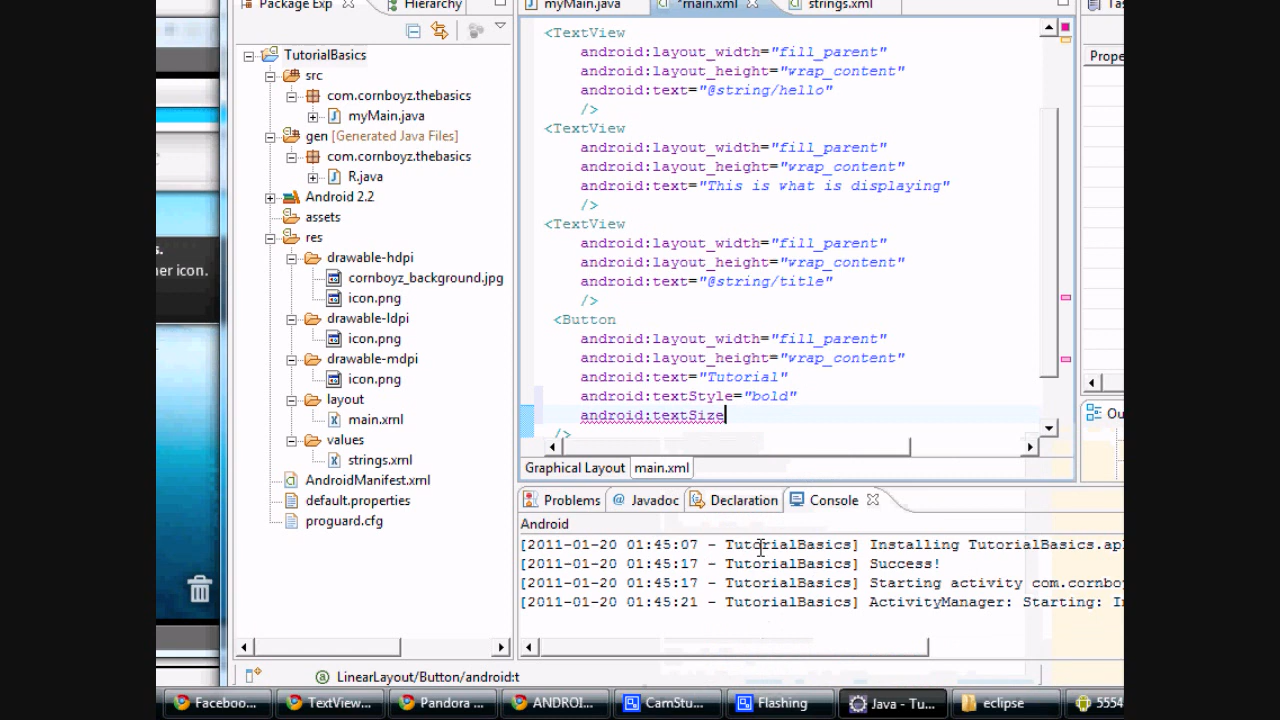 Package Exp
Hierarchy
myMain.java
*main.xml
strings.xml
TutorialBasics
src
com.cornboyz.thebasics
myMain.java
gen [Generated Java Files]
com.cornboyz.thebasics
R.java
Android 2.2
assets
res
drawable-hdpi
cornboyz_background.jpg
icon.png
drawable-ldpi
icon.png
drawable-mdpi
icon.png
layout
main.xml
values
strings.xml
AndroidManifest.xml
default.properties
proguard.cfg
<TextView
android:layout_width="fill_parent"
android:layout_height="wrap_content"
android:text="@string/hello"
/>
<TextView
android:layout_width="fill_parent"
android:layout_height="wrap_content"
android:text="This is what is displaying"
/>
<TextView
android:layout_width="fill_parent"
android:layout_height="wrap_content"
android:text="@string/title"
/>
<Button
android:layout_width="fill_parent"
android:layout_height="wrap_content"
android:text="Tutorial"
android:textStyle="bold"
android:textSize
/>
Graphical Layout
main.xml
Prope
Ou
s.
er icon.
Problems
@ Javadoc
Declaration
Console
Android
[2011-01-20 01:45:07 - TutorialBasics] Installing TutorialBasics.ap
[2011-01-20 01:45:17 - TutorialBasics] Success!
[2011-01-20 01:45:17 - TutorialBasics] Starting activity com.cornboy
[2011-01-20 01:45:21 - TutorialBasics] ActivityManager: Starting: I
LinearLayout/Button/android:t
Faceboo...
TextView...
Pandora ...
ANDROI...
CamStu...
Flashing
Java - Tu...
eclipse
5554